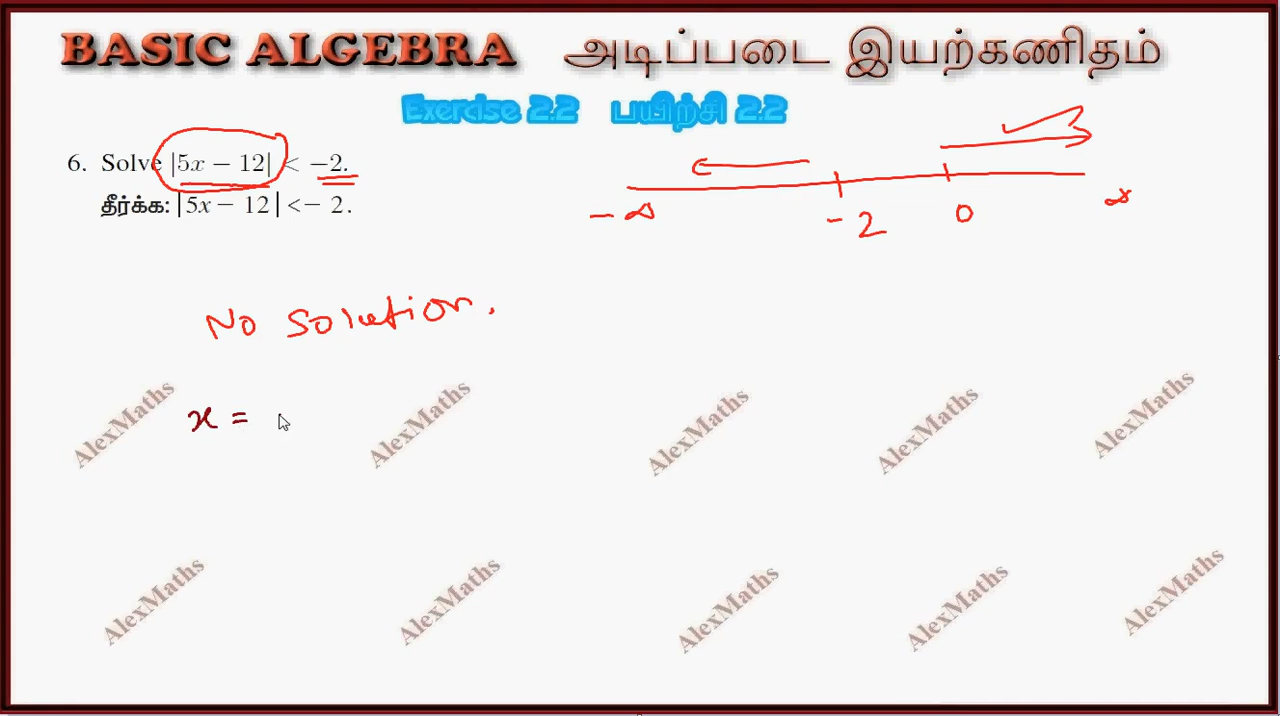 BASIC ALGEBRA அடிப்படை இயற்கணிதம்
Exercise 2.2 பயிற்சி 2.2
6. Solve |5x − 12| < −2.
தீர்க்க: |5x − 12| <− 2.
− ∞ − 2 0 ∞
No solution.
x =
AlexMaths AlexMaths AlexMaths AlexMaths AlexMaths
AlexMaths AlexMaths AlexMaths AlexMaths AlexMaths